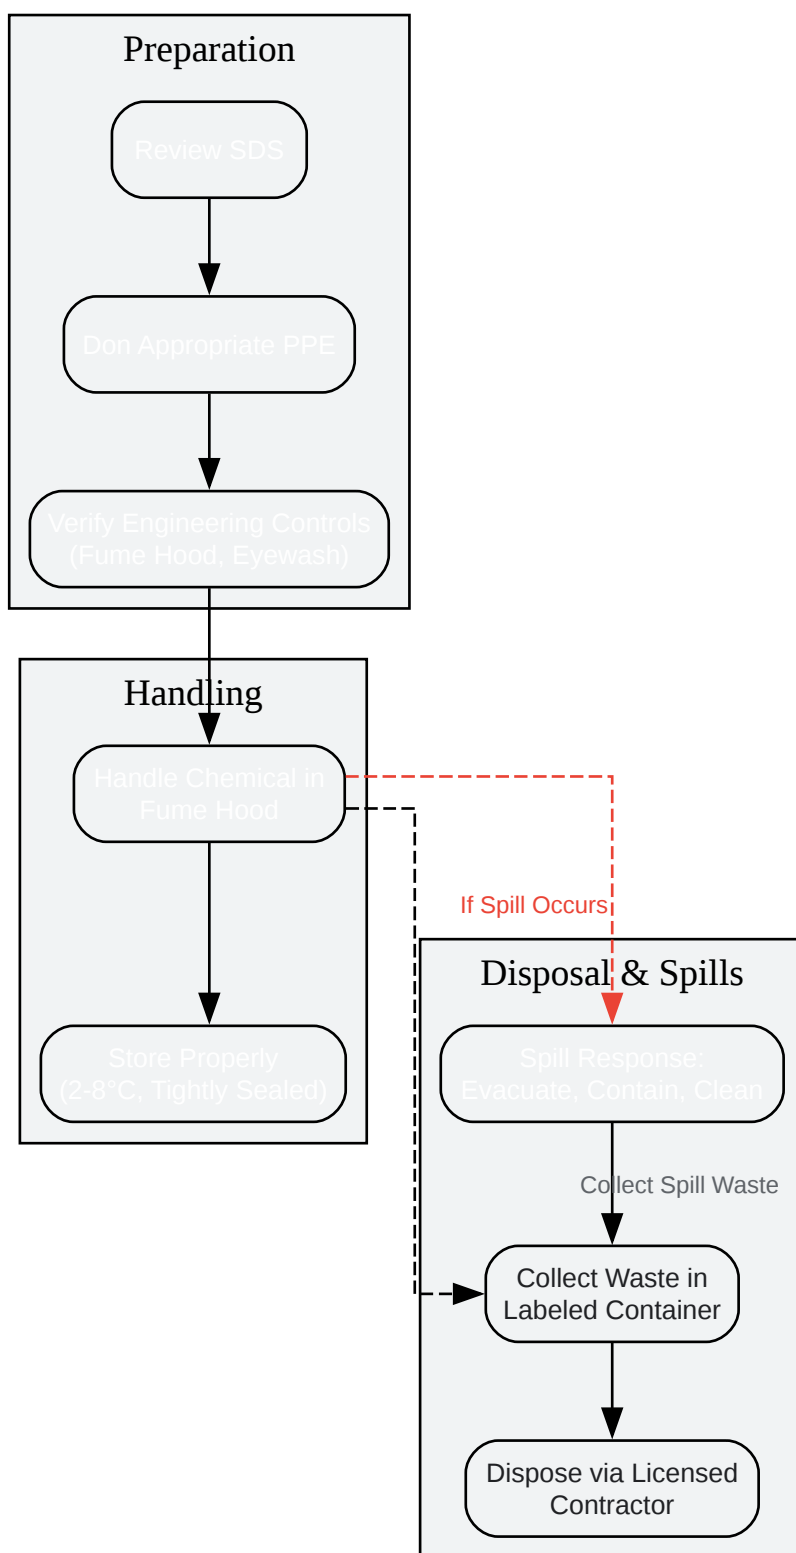 Preparation
Review SDS
Don Appropriate PPE
Verify Engineering Controls
(Fume Hood, Eyewash)
Handling
Handle Chemical in
Fume Hood
If Spill Occurs
Disposal & Spills
Store Properly
(2-8°C, Tightly Sealed)
Spill Response:
Evacuate, Contain, Clean
Collect Spill Waste
Collect Waste in
Labeled Container
Dispose via Licensed
Contractor